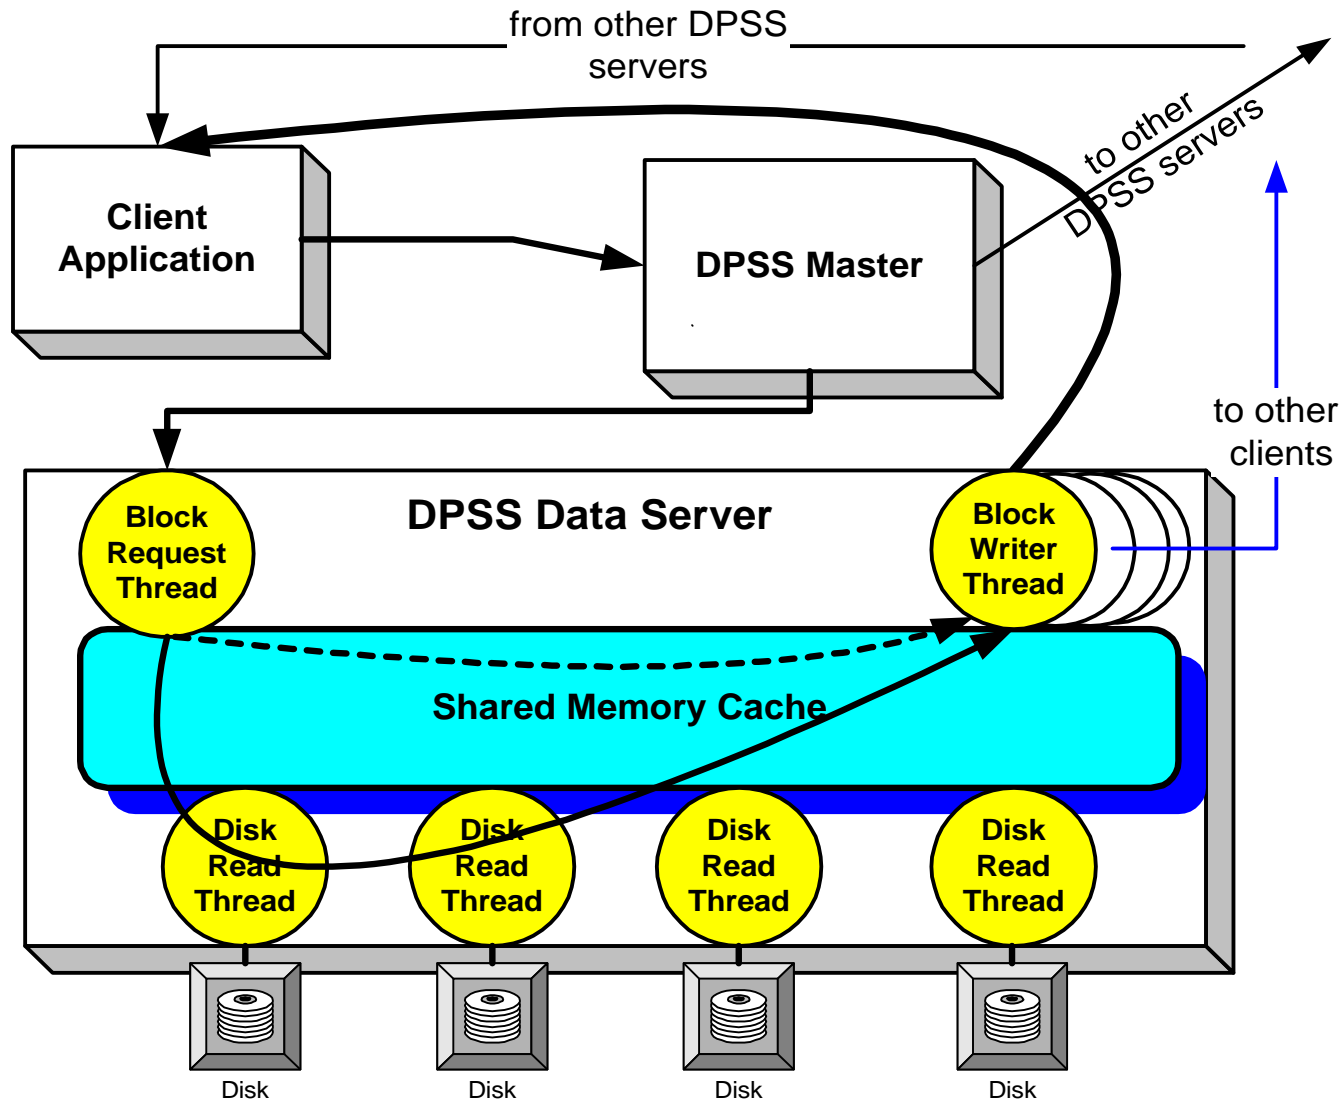 from other DPSS
servers
to other
DPSS servers
Client
Application
DPSS Master
to other
clients
DPSS Data Server
Block
Request
Thread
Block
Writer
Thread
Shared Memory Cache
Disk
Read
Thread
Disk
Read
Thread
Disk
Read
Thread
Disk
Read
Thread
Disk
Disk
Disk
Disk